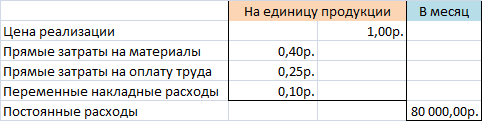 На единицу продукции В месяц
Цена реализации 1,00р.
Прямые затраты на материалы 0,40р.
Прямые затраты на оплату труда 0,25р.
Переменные накладные расходы 0,10р.
Постоянные расходы 80 000,00р.